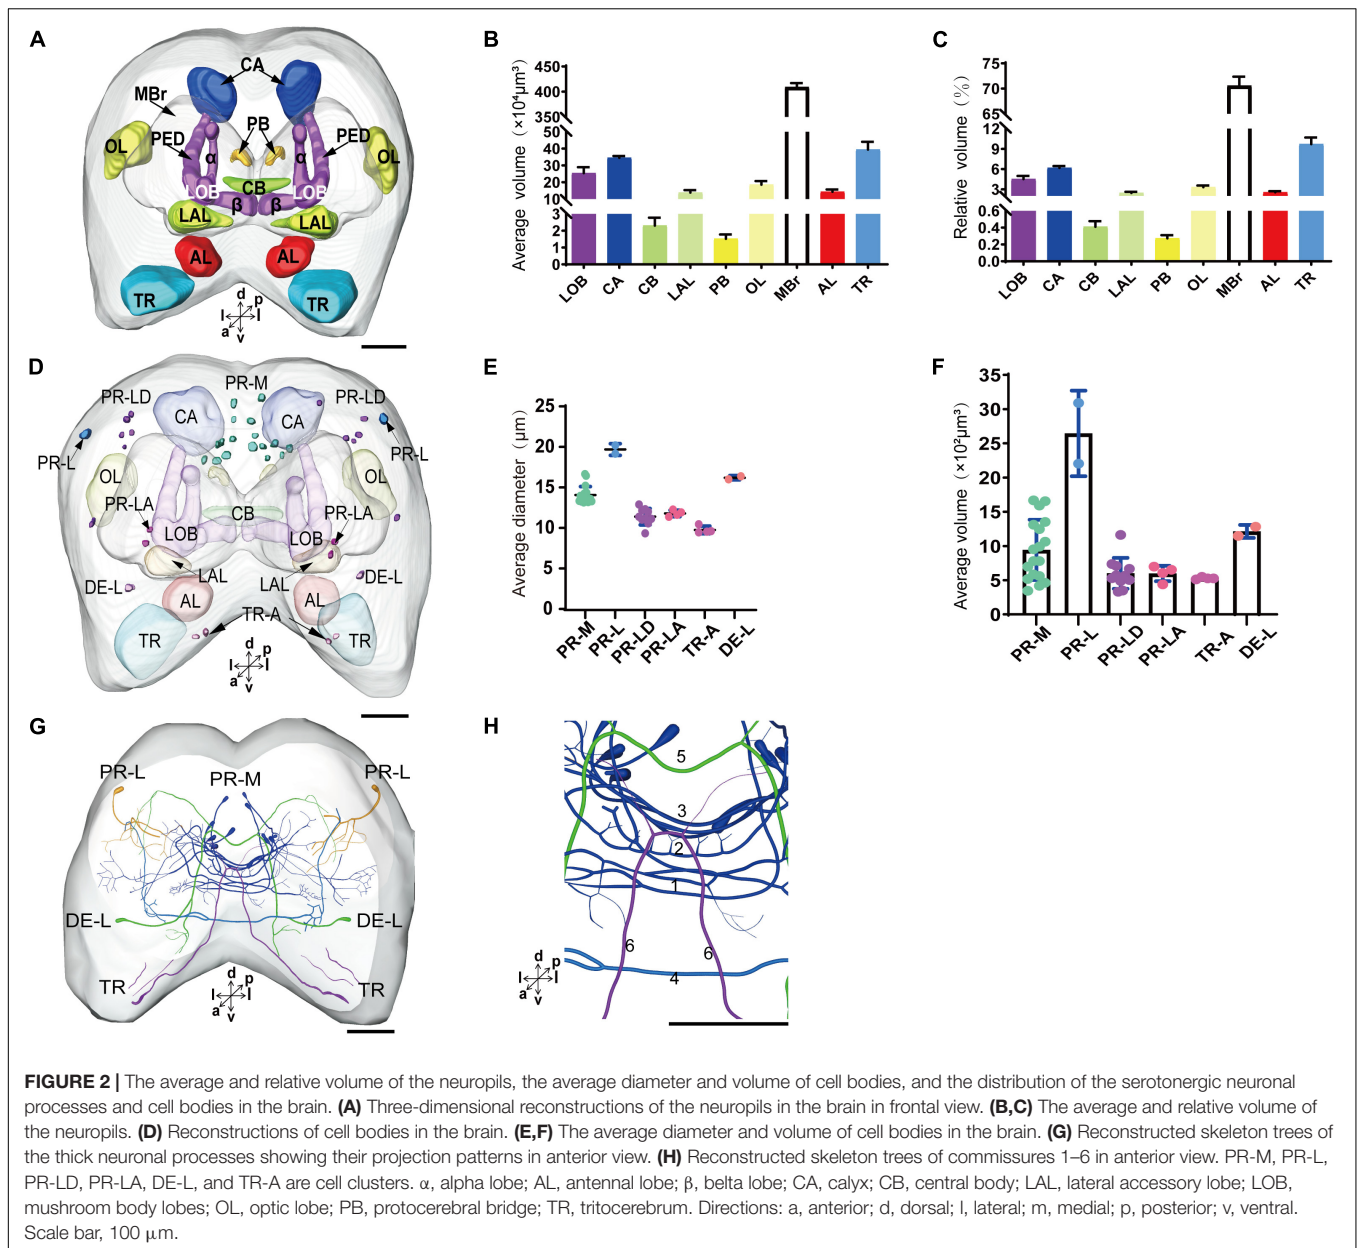 A
CA
MBr
PB
PED
PED
OL
OL
α
α
LOB
LOB
CB
β
β
LAL
LAL
AL
AL
TR
TR
d
p
l
l
a
v
B
Average volume (×10⁴μm³)
450
400
350
50
40
30
20
10
3
2
1
0
LOB
CA
CB
LAL
PB
OL
MBr
AL
TR
C
Relative volume (%)
75
70
65
12
9
6
3
0.6
0.4
0.2
0.0
LOB
CA
CB
LAL
PB
OL
MBr
AL
TR
D
PR-M
PR-LD
PR-LD
CA
CA
PR-L
PR-L
OL
OL
PR-LA
PR-LA
CB
LOB
LOB
LAL
LAL
DE-L
DE-L
AL
AL
TR-A
TR
TR
d
p
l
l
a
v
E
Average diameter (μm)
25
20
15
10
5
0
PR-M
PR-L
PR-LD
PR-LA
TR-A
DE-L
F
Average volume (×10²μm³)
35
30
25
20
15
10
5
0
PR-M
PR-L
PR-LD
PR-LA
TR-A
DE-L
G
PR-L
PR-M
PR-L
DE-L
DE-L
TR
TR
d
p
l
l
a
v
H
5
3
2
1
6
6
4
d
p
l
l
a
v
FIGURE 2 | The average and relative volume of the neuropils, the average diameter and volume of cell bodies, and the distribution of the serotonergic neuronal
processes and cell bodies in the brain. (A) Three-dimensional reconstructions of the neuropils in the brain in frontal view. (B,C) The average and relative volume of
the neuropils. (D) Reconstructions of cell bodies in the brain. (E,F) The average diameter and volume of cell bodies in the brain. (G) Reconstructed skeleton trees of
the thick neuronal processes showing their projection patterns in anterior view. (H) Reconstructed skeleton trees of commissures 1–6 in anterior view. PR-M, PR-L,
PR-LD, PR-LA, DE-L, and TR-A are cell clusters. α, alpha lobe; AL, antennal lobe; β, belta lobe; CA, calyx; CB, central body; LAL, lateral accessory lobe; LOB,
mushroom body lobes; OL, optic lobe; PB, protocerebral bridge; TR, tritocerebrum. Directions: a, anterior; d, dorsal; l, lateral; m, medial; p, posterior; v, ventral.
Scale bar, 100 μm.